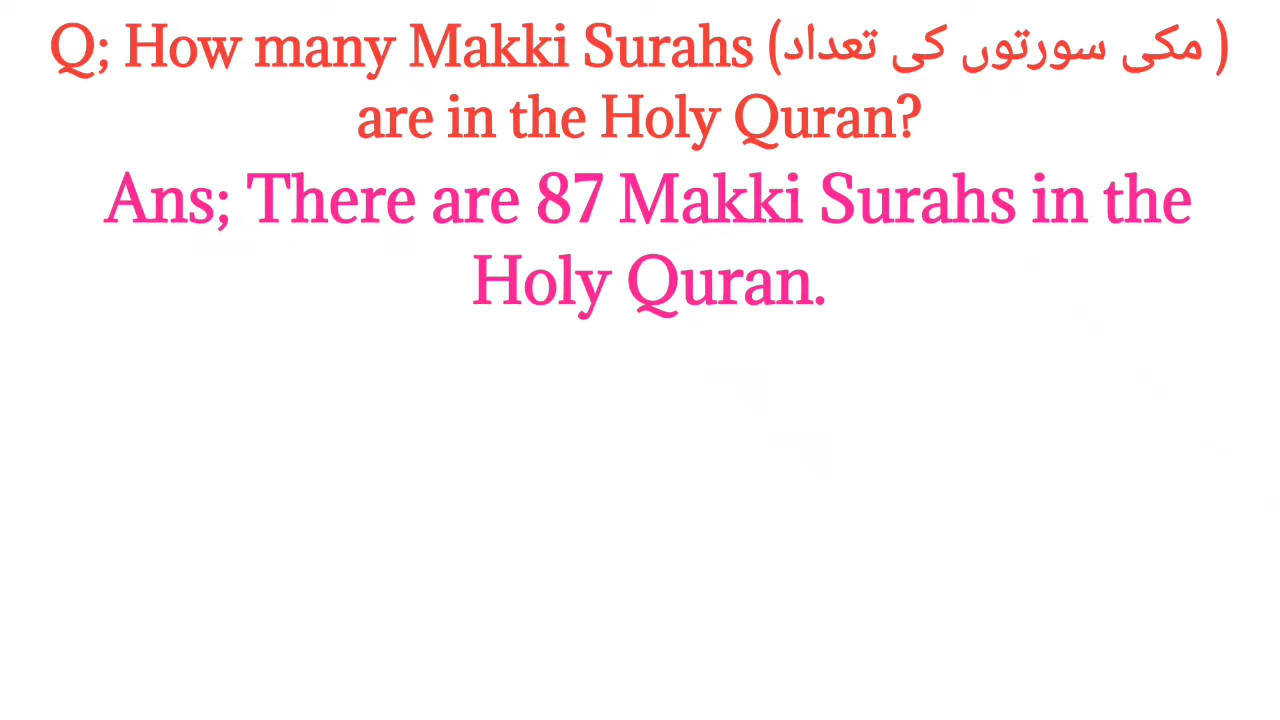 Q; How many Makki Surahs (مکی سورتوں کی تعداد )
are in the Holy Quran?
Ans; There are 87 Makki Surahs in the
Holy Quran.